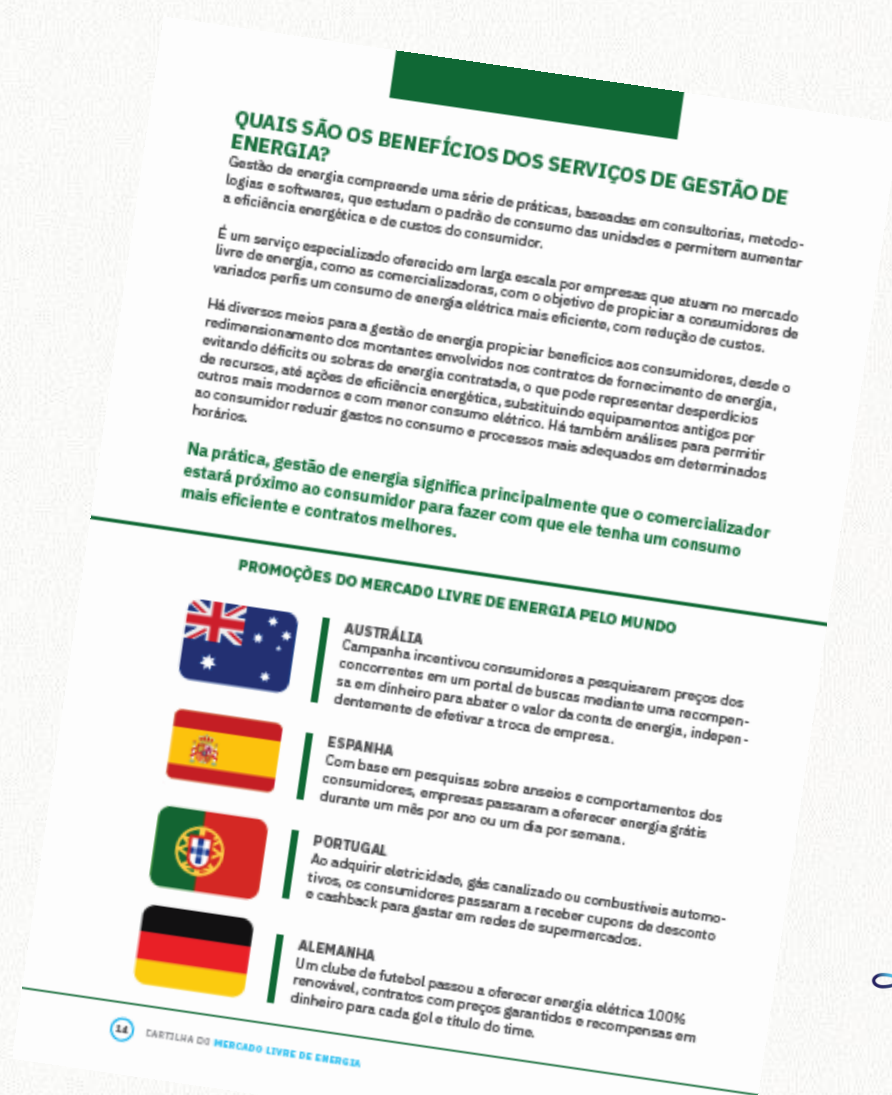 QUAIS SÃO OS BENEFÍCIOS DOS SERVIÇOS DE GESTÃO DE
ENERGIA?
Gestão de energia compreende uma série de práticas, baseadas em consultorias, metodo-
logias e softwares, que estudam o padrão de consumo das unidades e permitem aumentar
a eficiência energética e de custos do consumidor.
É um serviço especializado oferecido em larga escala por empresas que atuam no mercado
livre de energia, como as comercializadoras, com o objetivo de propiciar a consumidores de
variados perfis um consumo de energia elétrica mais eficiente, com redução de custos.
Há diversos meios para a gestão de energia propiciar benefícios aos consumidores, desde o
redimensionamento dos montantes envolvidos nos contratos de fornecimento de energia,
evitando déficits ou sobras de energia contratada, o que pode representar desperdícios
de recursos, até ações de eficiência energética, substituindo equipamentos antigos por
outros mais modernos e com menor consumo elétrico. Há também análises para permitir
ao consumidor reduzir gastos no consumo e processos mais adequados em determinados
horários.
Na prática, gestão de energia significa principalmente que o comercializador
estará próximo ao consumidor para fazer com que ele tenha um consumo
mais eficiente e contratos melhores.
PROMOÇÕES DO MERCADO LIVRE DE ENERGIA PELO MUNDO
AUSTRÁLIA
Campanha incentivou consumidores a pesquisarem preços dos
concorrentes em um portal de buscas mediante uma recompen-
sa em dinheiro para abater o valor da conta de energia, indepen-
dentemente de efetivar a troca de empresa.
ESPANHA
Com base em pesquisas sobre anseios e comportamentos dos
consumidores, empresas passaram a oferecer energia grátis
durante um mês por ano ou um dia por semana.
PORTUGAL
Ao adquirir eletricidade, gás canalizado ou combustíveis automo-
tivos, os consumidores passaram a receber cupons de desconto
e cashback para gastar em redes de supermercados.
ALEMANHA
Um clube de futebol passou a oferecer energia elétrica 100%
renovável, contratos com preços garantidos e recompensas em
dinheiro para cada gol e título do time.
14 CARTILHA DO MERCADO LIVRE DE ENERGIA